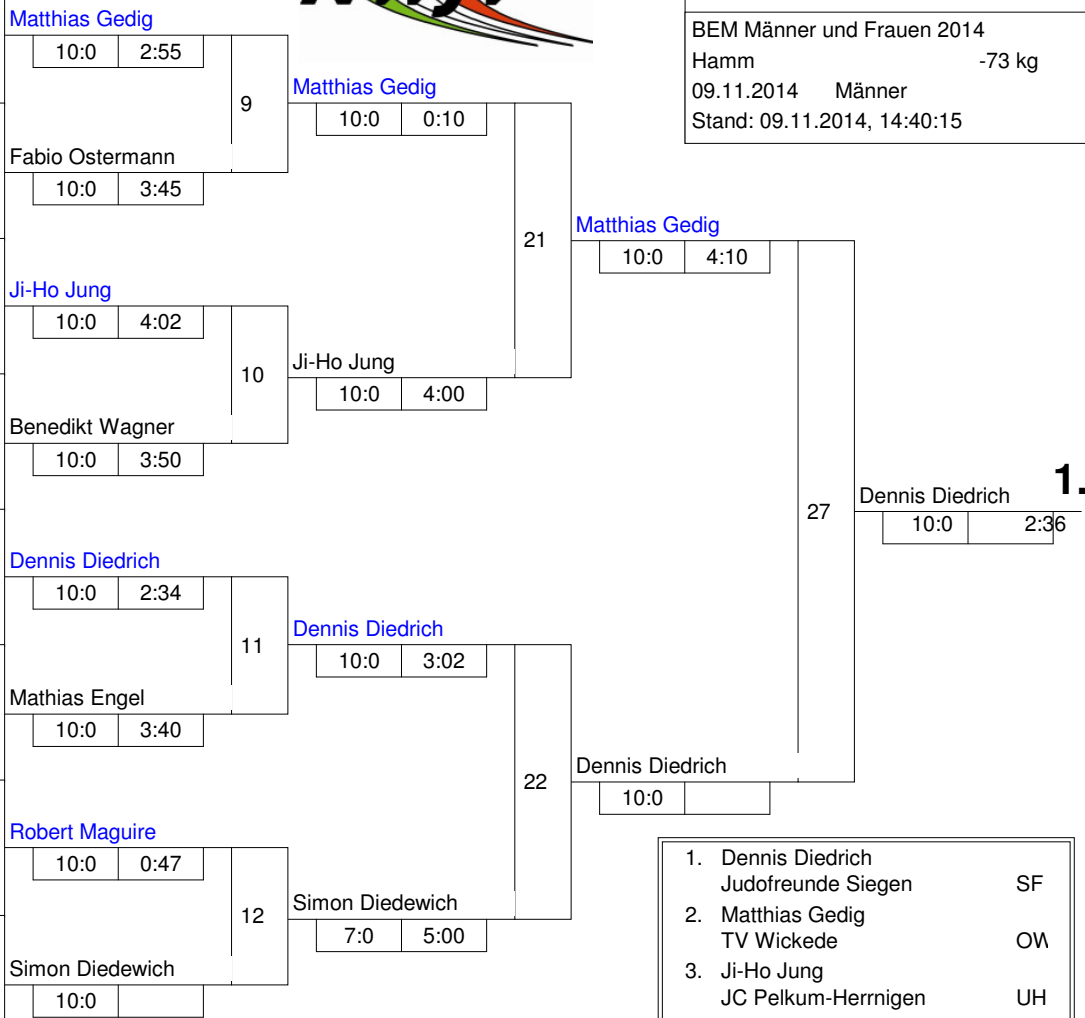 BEM Männer und Frauen 2014
Hamm -73 kg
09.11.2014 Männer
Stand: 09.11.2014, 14:40:15
Matthias Gedig
10:0 2:55
9
Fabio Ostermann
10:0 3:45
Ji-Ho Jung
10:0 4:02
10
Benedikt Wagner
10:0 3:50
Dennis Diedrich
10:0 2:34
11
Mathias Engel
10:0 3:40
Robert Maguire
10:0 0:47
12
Simon Diedewich
10:0
Matthias Gedig
10:0 0:10
21
Ji-Ho Jung
10:0 4:00
Dennis Diedrich
10:0 3:02
22
Simon Diedewich
7:0 5:00
Matthias Gedig
10:0 4:10
27
Dennis Diedrich
10:0
Dennis Diedrich 1.
10:0 2:36
1. Dennis Diedrich
Judofreunde Siegen SF
2. Matthias Gedig
TV Wickede OW
3. Ji-Ho Jung
JC Pelkum-Herrnigen UH